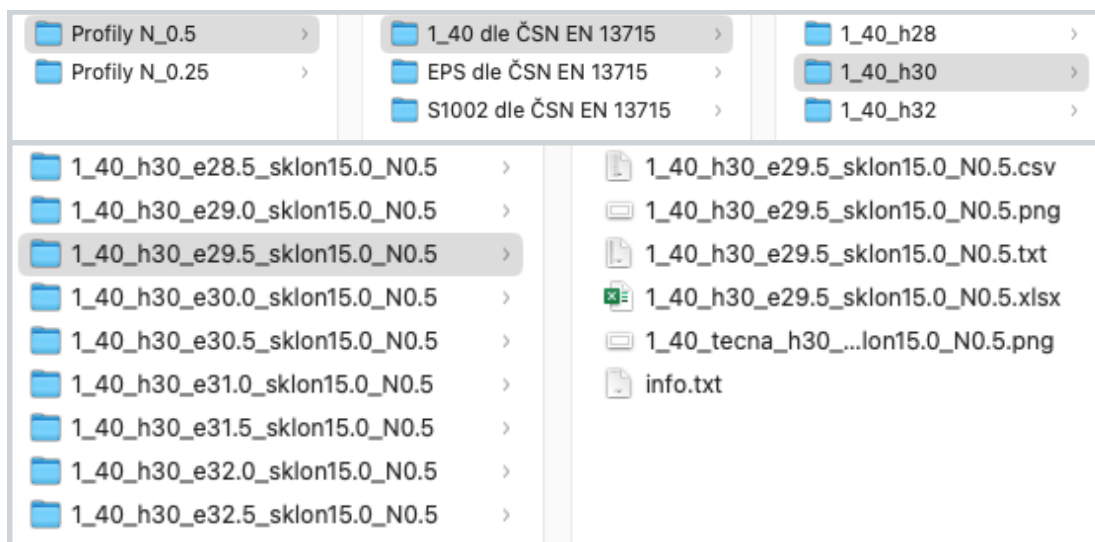 Profily N_0.5
Profily N_0.25
1_40 dle ČSN EN 13715
EPS dle ČSN EN 13715
S1002 dle ČSN EN 13715
1_40_h28
1_40_h30
1_40_h32
1_40_h30_e28.5_sklon15.0_N0.5
1_40_h30_e29.0_sklon15.0_N0.5
1_40_h30_e29.5_sklon15.0_N0.5
1_40_h30_e30.0_sklon15.0_N0.5
1_40_h30_e30.5_sklon15.0_N0.5
1_40_h30_e31.0_sklon15.0_N0.5
1_40_h30_e31.5_sklon15.0_N0.5
1_40_h30_e32.0_sklon15.0_N0.5
1_40_h30_e32.5_sklon15.0_N0.5
1_40_h30_e29.5_sklon15.0_N0.5.csv
1_40_h30_e29.5_sklon15.0_N0.5.png
1_40_h30_e29.5_sklon15.0_N0.5.txt
1_40_h30_e29.5_sklon15.0_N0.5.xlsx
1_40_tecna_h30_...lon15.0_N0.5.png
info.txt